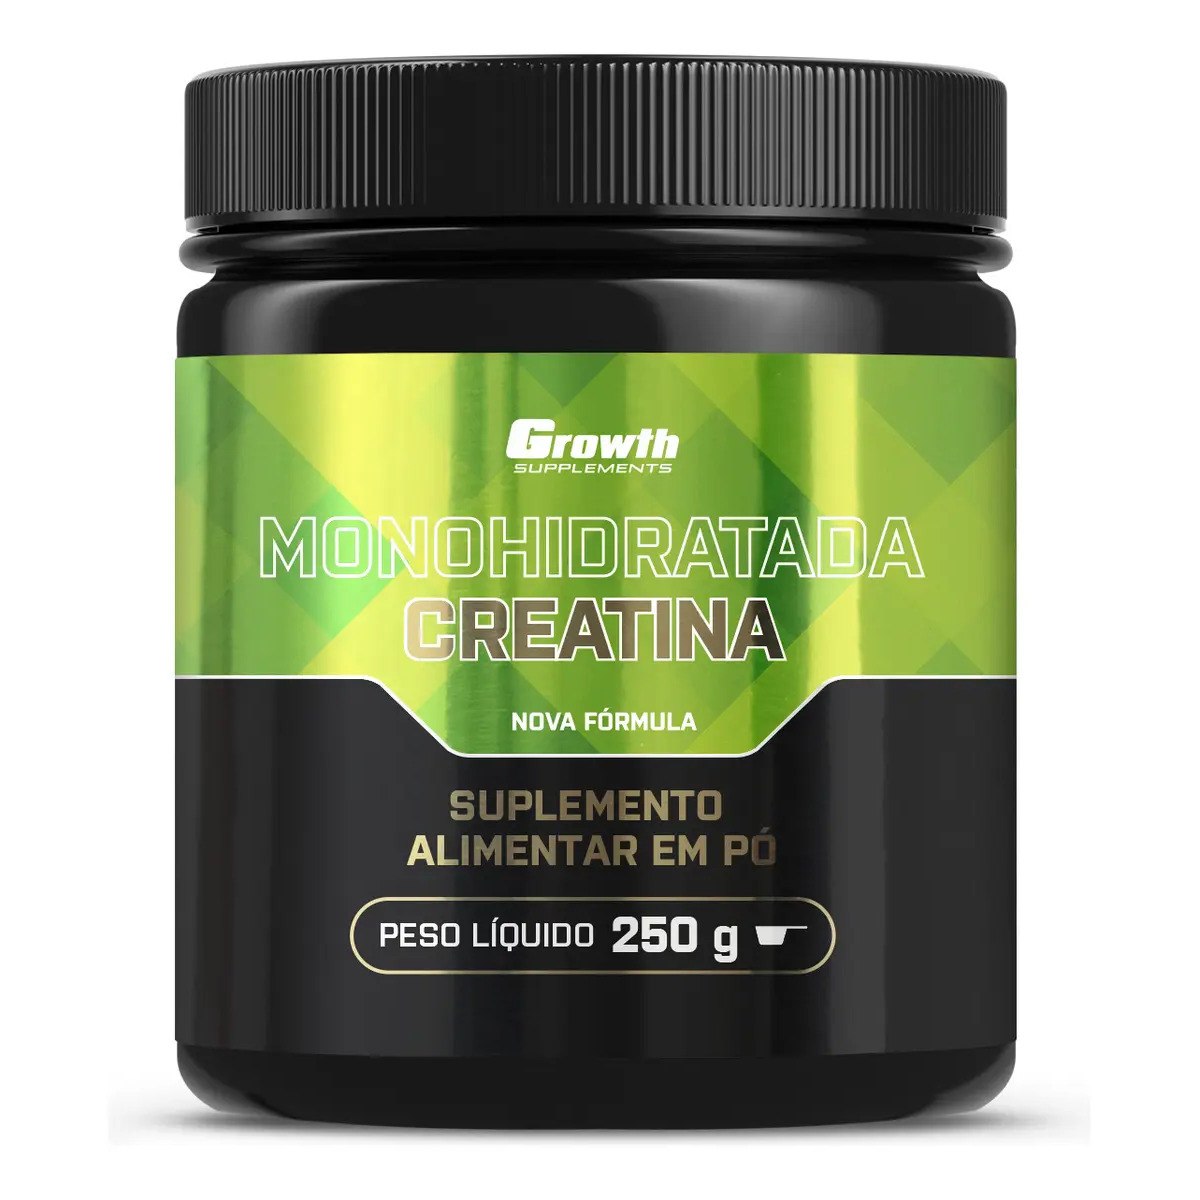 Growth
SUPPLEMENTS
MONOHIDRATADA
CREATINA
NOVA FÓRMULA
SUPLEMENTO
ALIMENTAR EM PÓ
PESO LÍQUIDO 250 g